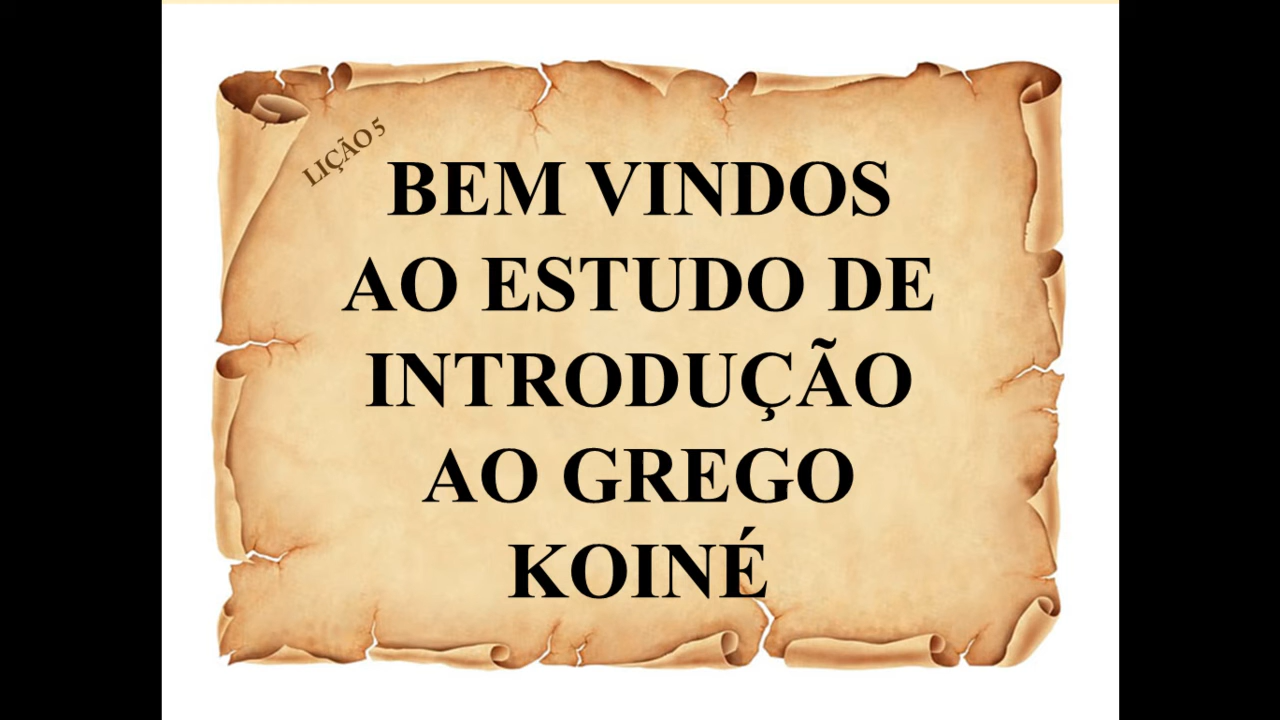 LIÇÃO 5
BEM VINDOS
AO ESTUDO DE
INTRODUÇÃO
AO GREGO
KOINÉ